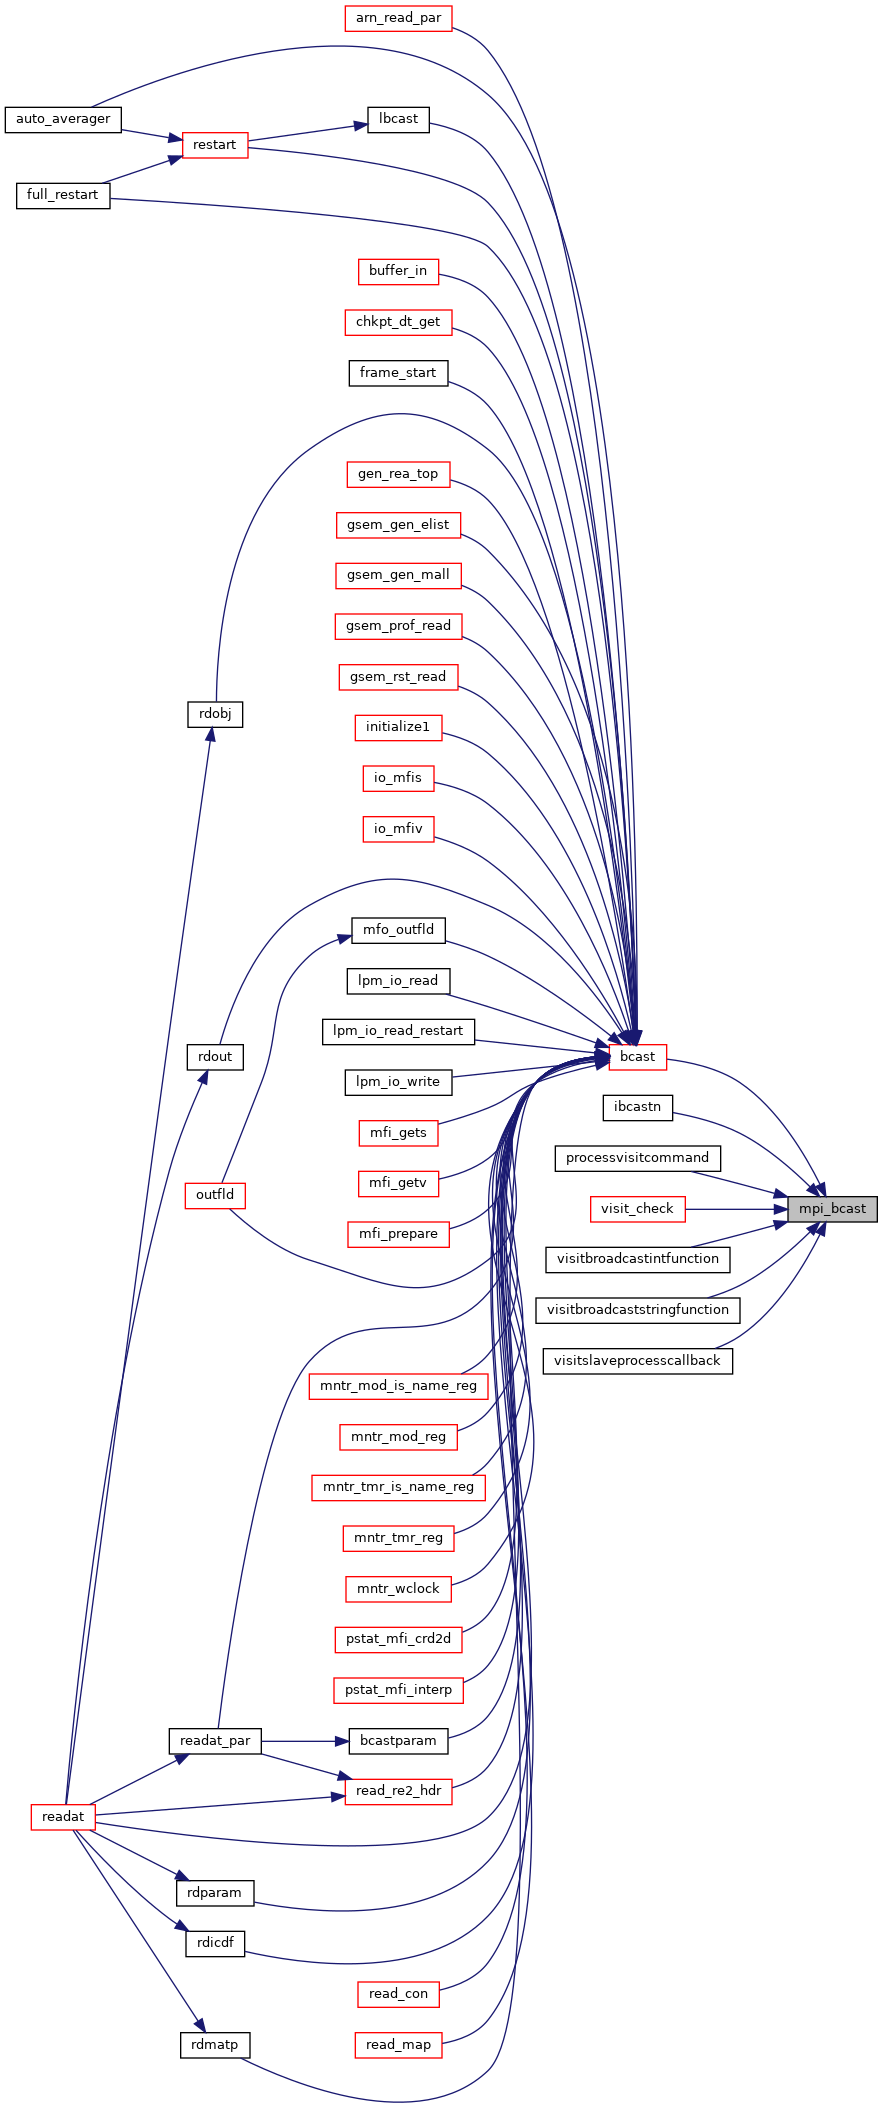 arn_read_par
auto_averager
lbcast
restart
full_restart
buffer_in
chkpt_dt_get
frame_start
gen_rea_top
gsem_gen_elist
gsem_gen_mall
gsem_prof_read
gsem_rst_read
rdobj
initialize1
io_mfis
io_mfiv
mfo_outfld
lpm_io_read
lpm_io_read_restart
rdout
bcast
lpm_io_write
ibcastn
mfi_gets
processvisitcommand
mfi_getv
outfld
visit_check
mpi_bcast
mfi_prepare
visitbroadcastintfunction
visitbroadcaststringfunction
visitslaveprocesscallback
mntr_mod_is_name_reg
mntr_mod_reg
mntr_tmr_is_name_reg
mntr_tmr_reg
mntr_wclock
pstat_mfi_crd2d
pstat_mfi_interp
readat_par
bcastparam
read_re2_hdr
readat
rdparam
rdicdf
read_con
rdmatp
read_map